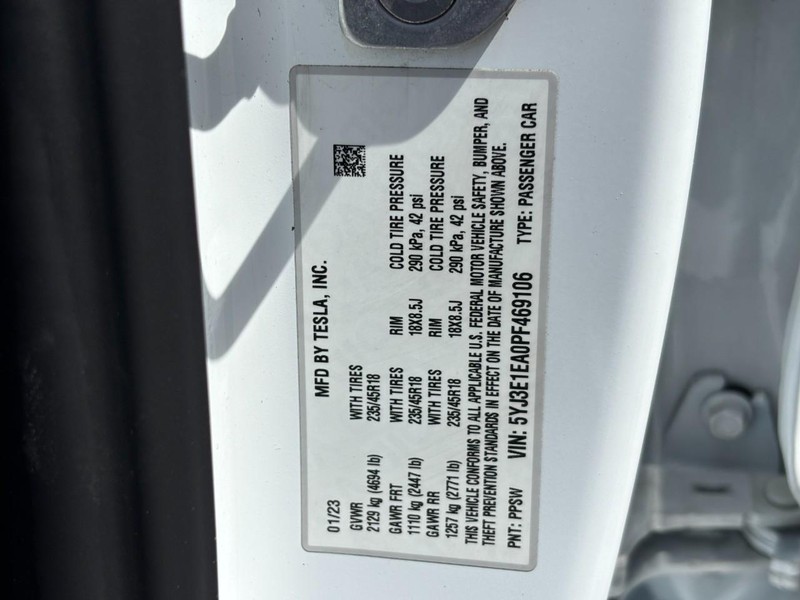 01/23 MFD BY TESLA, INC.
GVWR WITH TIRES
2129 kg (4694 lb) 235/45R18
GAWR FRT WITH TIRES RIM COLD TIRE PRESSURE
1110 kg (2447 lb) 235/45R18 18X8.5J 290 kPa, 42 psi
GAWR RR WITH TIRES RIM COLD TIRE PRESSURE
1257 kg (2771 lb) 235/45R18 18X8.5J 290 kPa, 42 psi
THIS VEHICLE CONFORMS TO ALL APPLICABLE U.S. FEDERAL MOTOR VEHICLE SAFETY, BUMPER, AND
THEFT PREVENTION STANDARDS IN EFFECT ON THE DATE OF MANUFACTURE SHOWN ABOVE.
PNT: PPSW VIN: 5YJ3E1EA0PF469106 TYPE: PASSENGER CAR